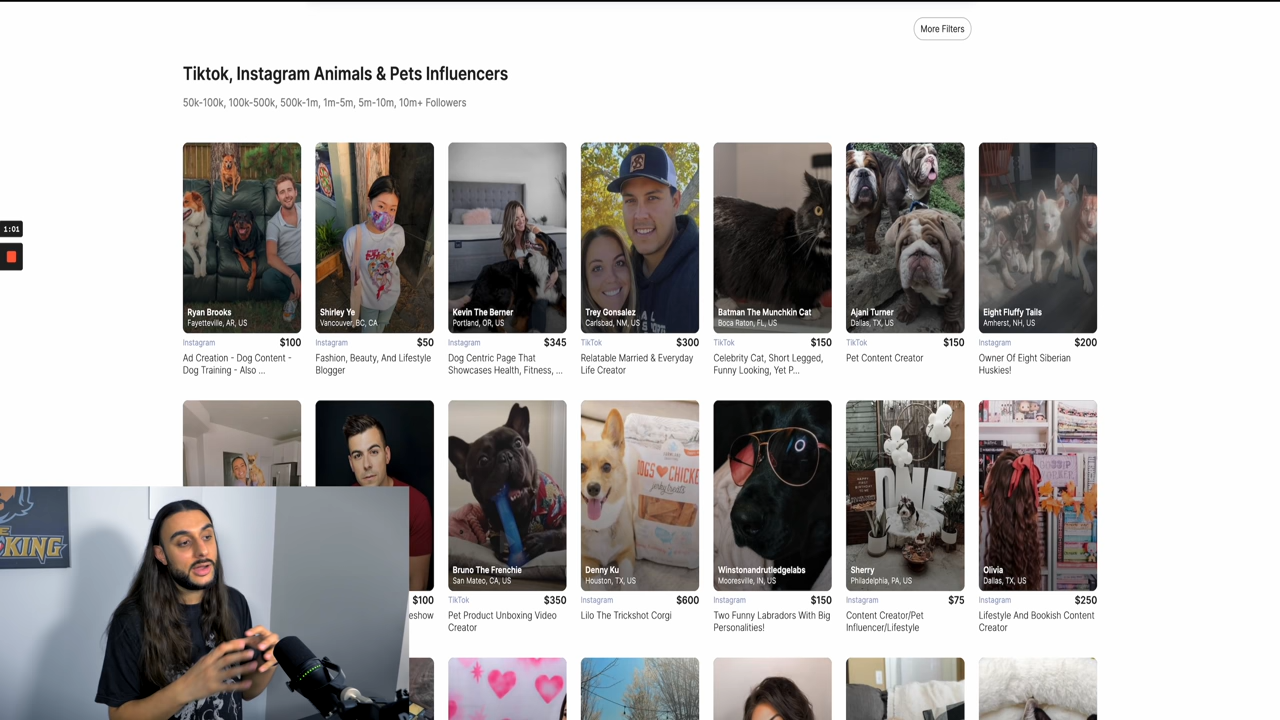 More Filters
Tiktok, Instagram Animals & Pets Influencers
50k-100k, 100k-500k, 500k-1m, 1m-5m, 5m-10m, 10m+ Followers
1:01
Ryan Brooks
Fayetteville, AR, US
Instagram $100
Ad Creation - Dog Content -
Dog Training - Also ...
Shirley Ye
Vancouver, BC, CA
Instagram $50
Fashion, Beauty, And Lifestyle
Blogger
Kevin The Berner
Portland, OR, US
Instagram $345
Dog Centric Page That
Showcases Health, Fitness, ...
Trey Gonsalez
Carlsbad, NM, US
TikTok $300
Relatable Married & Everyday
Life Creator
Batman The Munchkin Cat
Boca Raton, FL, US
TikTok $150
Celebrity Cat, Short Legged,
Funny Looking, Yet P...
Ajani Turner
Dallas, TX, US
TikTok $150
Pet Content Creator
Eight Fluffy Tails
Amherst, NH, US
Instagram $200
Owner Of Eight Siberian
Huskies!
$100
eshow
Bruno The Frenchie
San Mateo, CA, US
TikTok $350
Pet Product Unboxing Video
Creator
DOGS CHICKE
jerky treats
Denny Ku
Houston, TX, US
Instagram $600
Lilo The Trickshot Corgi
Winstonandrutledgelabs
Mooresville, IN, US
Instagram $150
Two Funny Labradors With Big
Personalities!
ONE
Sherry
Philadelphia, PA, US
Instagram $75
Content Creator/Pet
Influencer/Lifestyle
Olivia
Dallas, TX, US
Instagram $250
Lifestyle And Bookish Content
Creator
KING